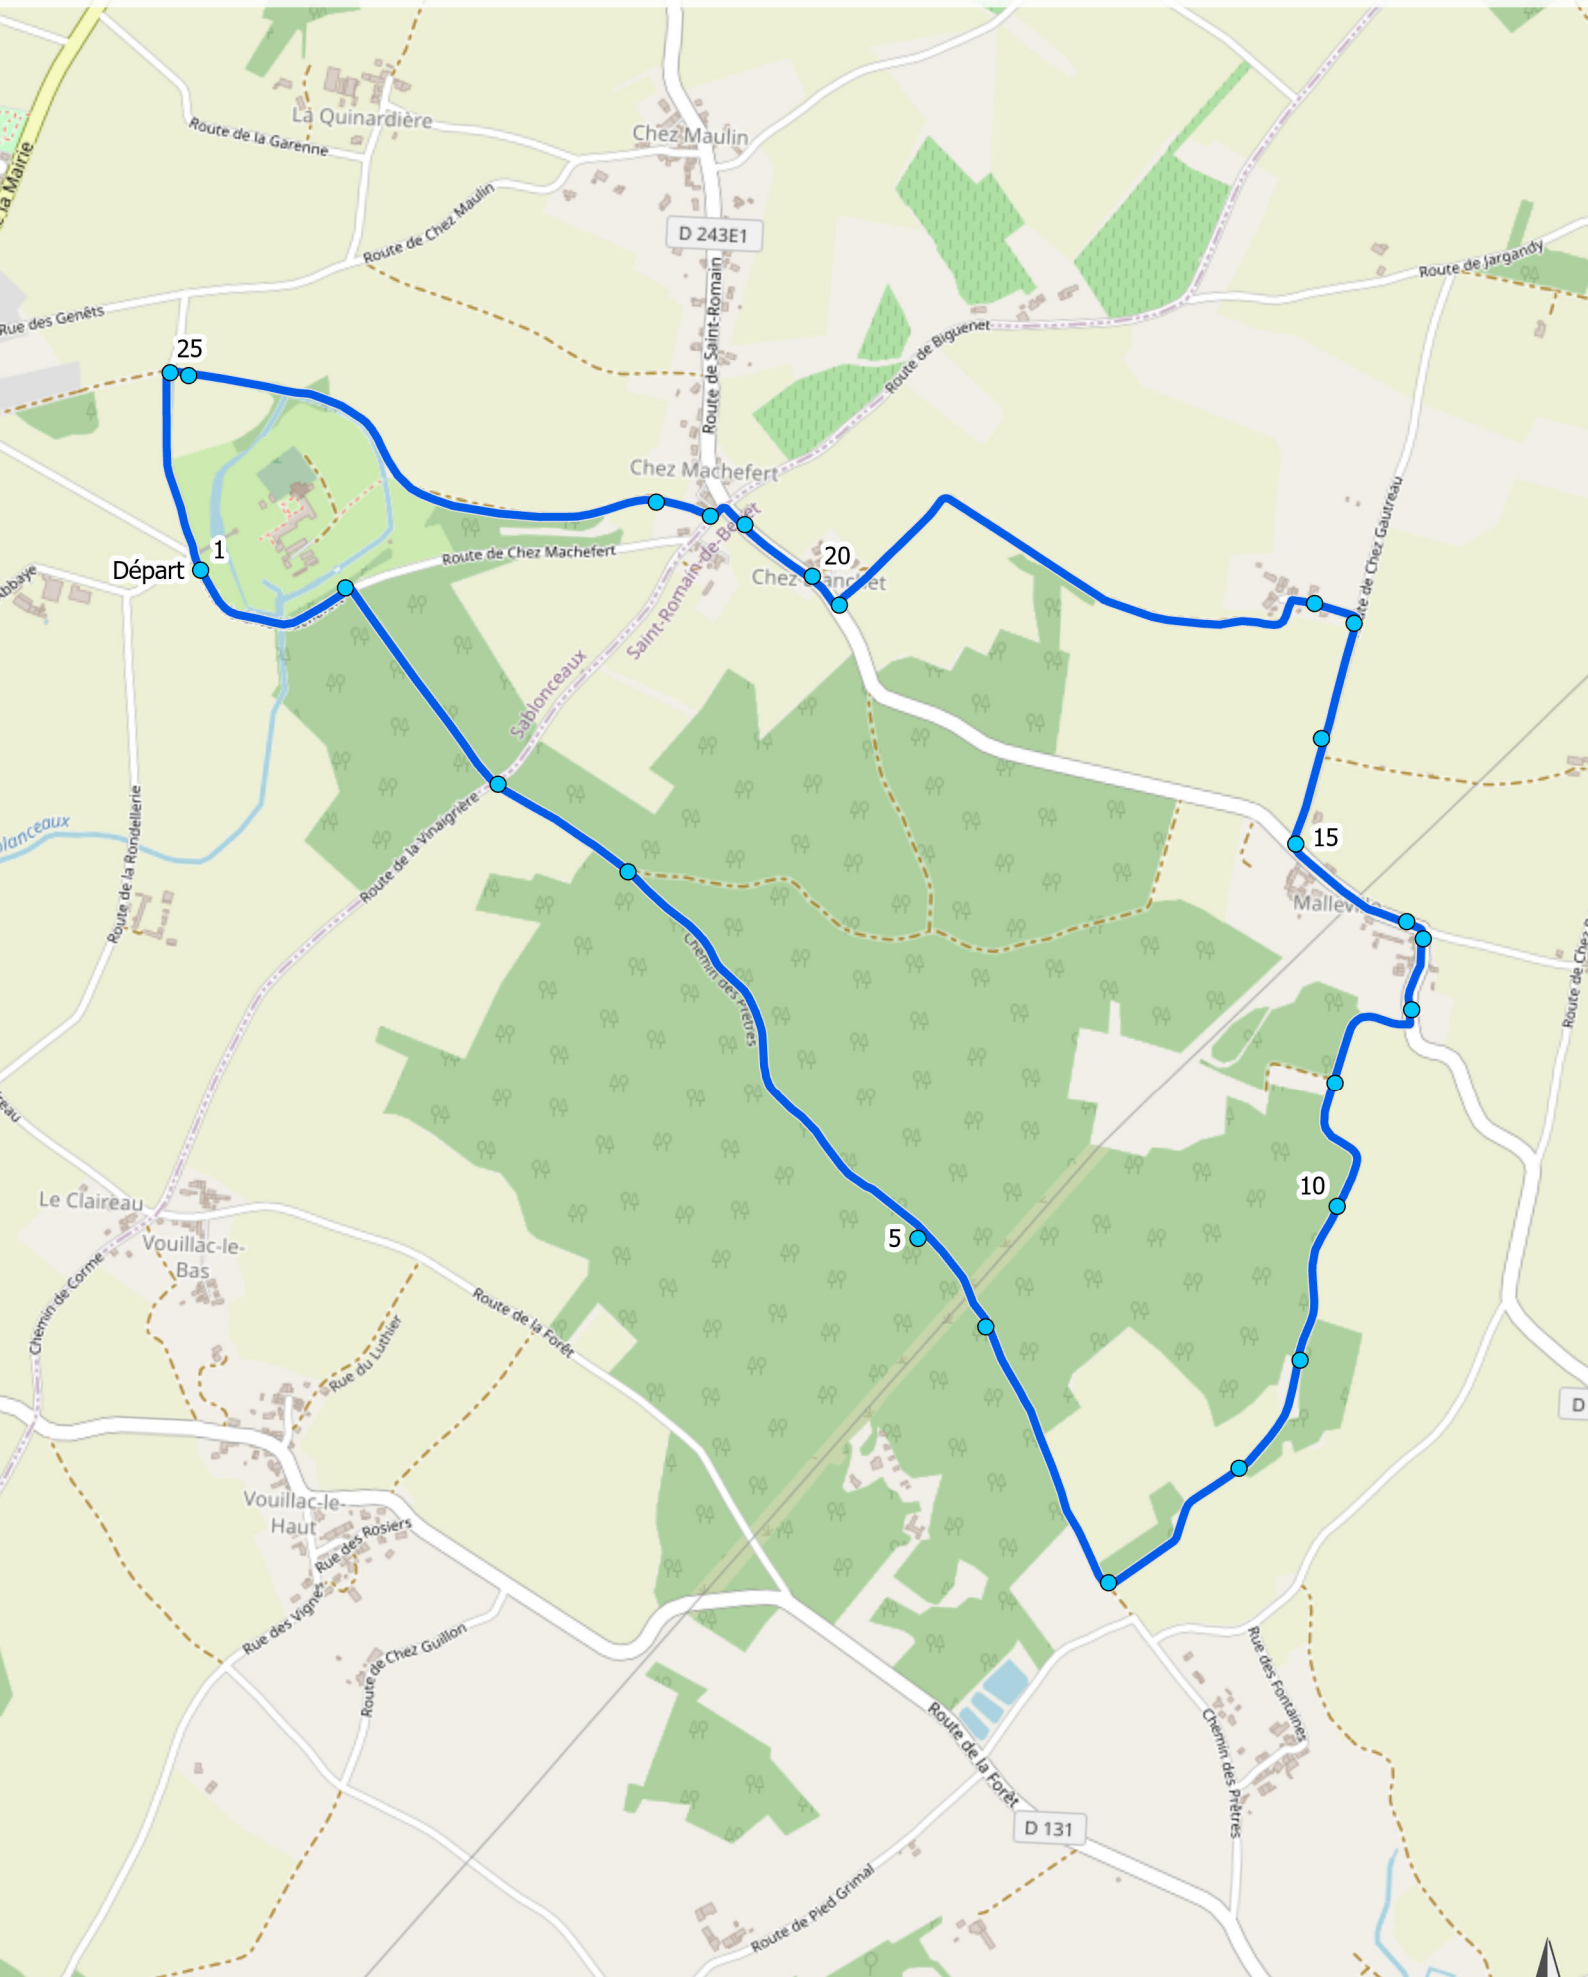 La Quinardière
Route de la Garenne
Chez Maulin
la Mairie
Route de Chez Maulin
D 243E1
Route de Saint-Romain
Route de Jargandy
Rue des Genêts
Route de Biguenet
25
Chez Machefert
Route de Chez Machefert
1
Départ
20
Saint-Romain-de-Be
et
Sablonceaux
15
Malleville
Route de la Vinaigrière
Route de la Rondellerie
Chemin des Prêtres
10
5
Le Claireau
Vouillac-le-
Bas
Chemin de Corme
Route de la Forêt
Rue du Luthier
D
Vouillac-le-
Haut
Rue des Rosiers
Rue des Vignes
Route de Chez Guillon
Rue des Fontaines
Route de la Forêt
Chemin des Prêtres
D 131
Route de Pied Grimal